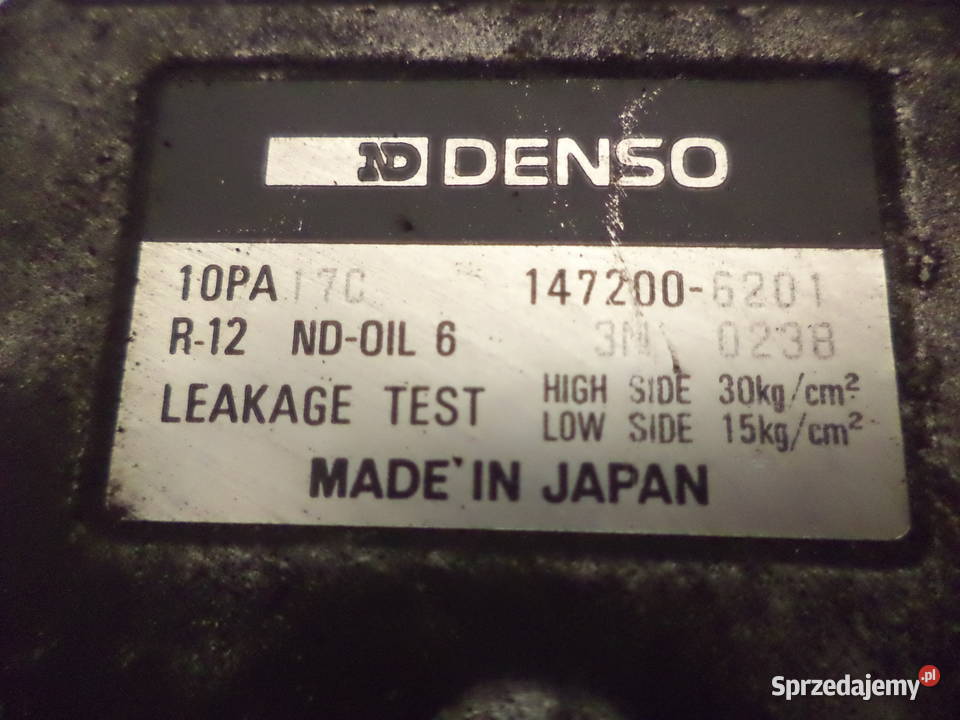 ND DENSO
10PA17C 147200-6201
R-12 ND-OIL 6 3N 0238
LEAKAGE TEST HIGH SIDE 30kg/cm²
LOW SIDE 15kg/cm²
MADE IN JAPAN
Sprzedajemy.pl